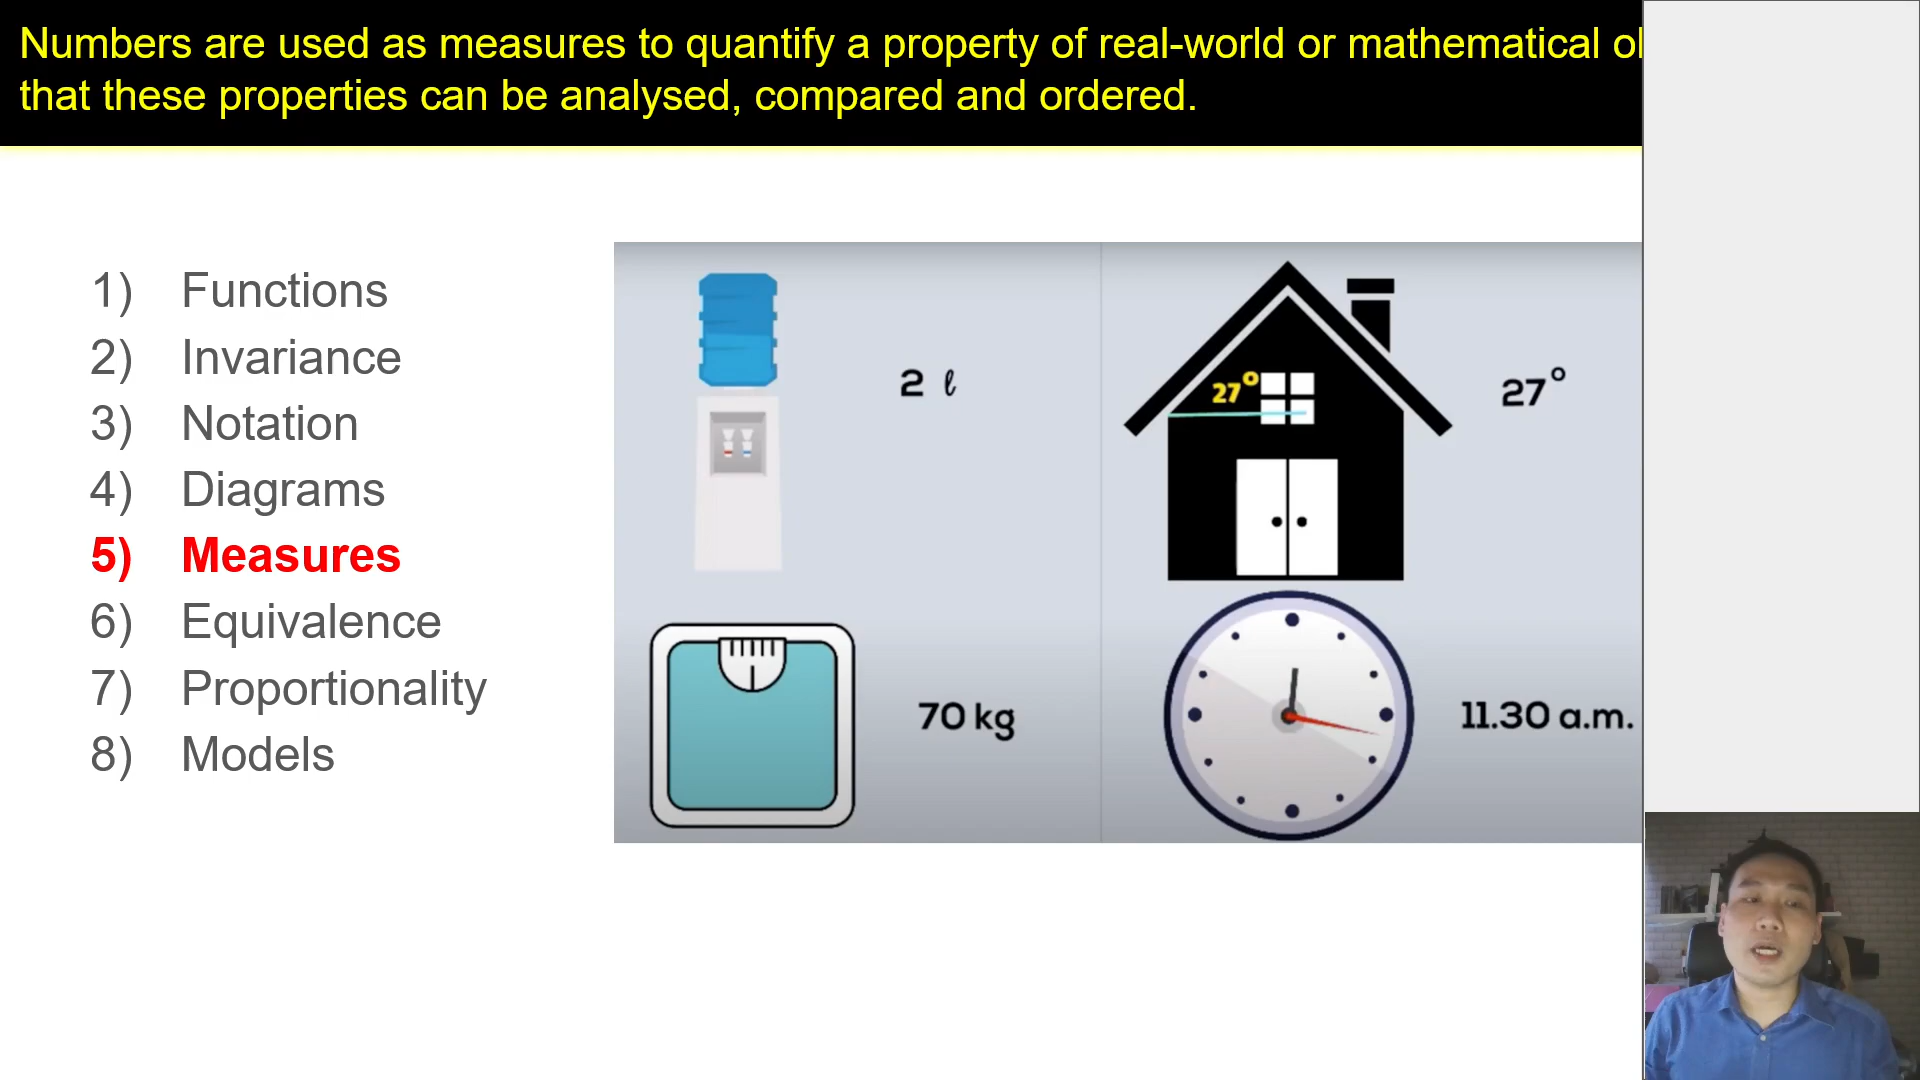 Numbers are used as measures to quantify a property of real-world or mathematical
that these properties can be analysed, compared and ordered.
1) Functions
2) Invariance
3) Notation
4) Diagrams
5) Measures
6) Equivalence
7) Proportionality
8) Models
2 ℓ
27°
27°
70 kg
11.30 a.m.